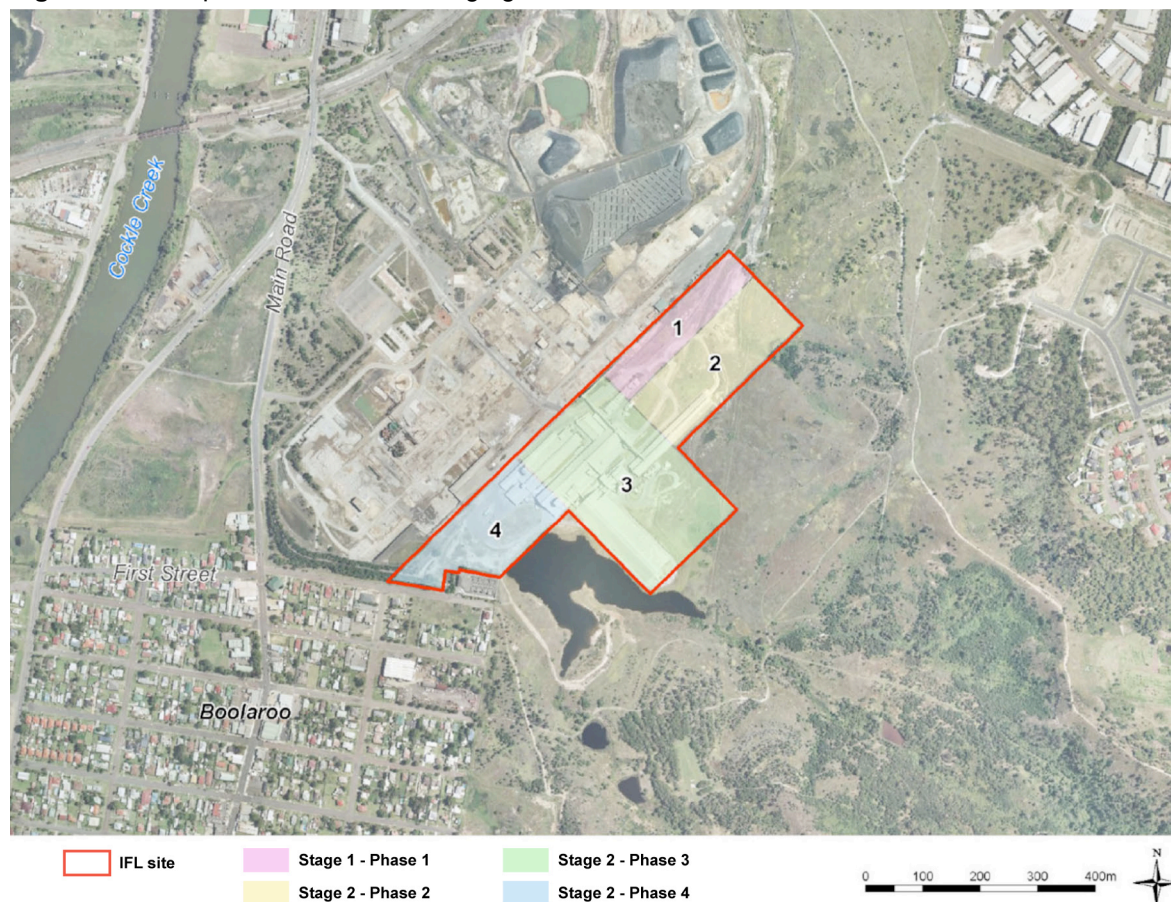 Cockle Creek
Main Road
1
2
3
4
First Street
Boolaroo
IFL site
Stage 1 - Phase 1
Stage 2 - Phase 2
Stage 2 - Phase 3
Stage 2 - Phase 4
0 100 200 300 400m
N